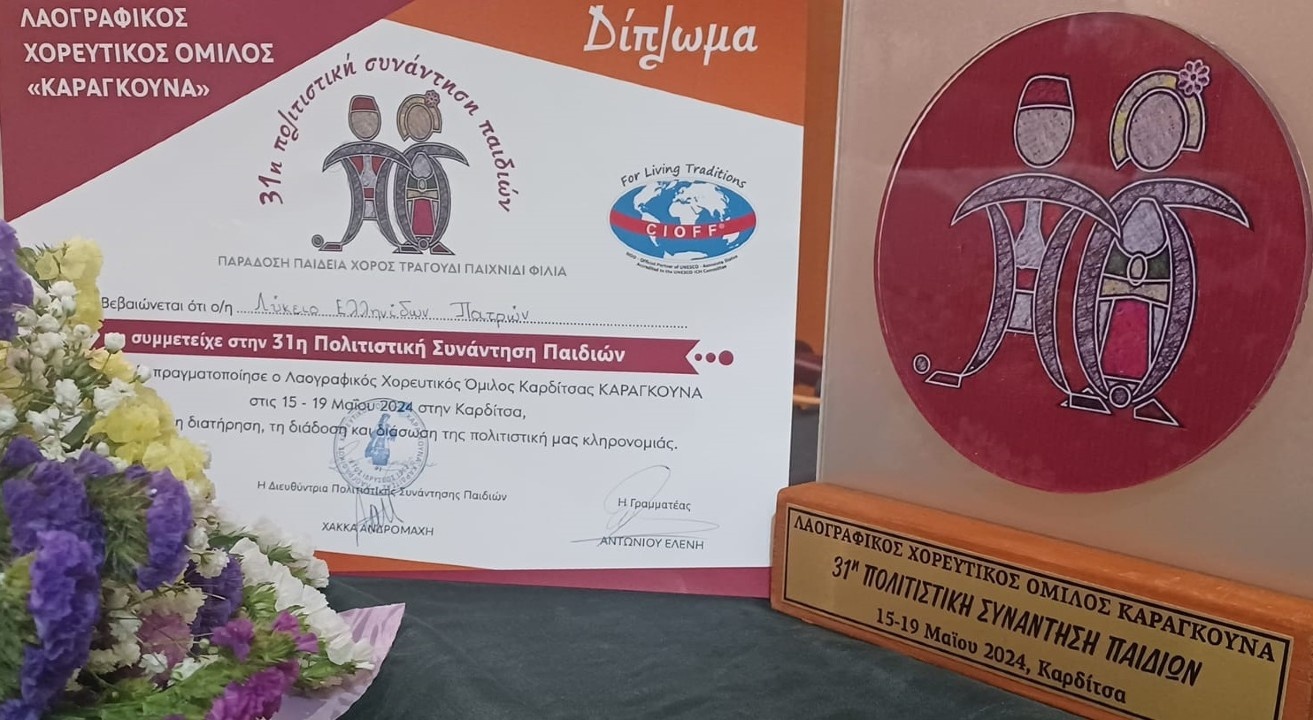 ΛΑΟΓΡΑΦΙΚΟΣ
ΧΟΡΕΥΤΙΚΟΣ ΟΜΙΛΟΣ
«ΚΑΡΑΓΚΟΥΝΑ»
Δίπλωμα
31η πολιτιστική συνάντηση παιδιών
For Living Traditions
CIOFF®
ΠΑΡΑΔΟΣΗ ΠΑΙΔΕΙΑ ΧΟΡΟΣ ΤΡΑΓΟΥΔΙ ΠΑΙΧΝΙΔΙ ΦΙΛΙΑ
Βεβαιώνεται ότι ο/η Λύκειο Ελληνίδων Πατρών
συμμετείχε στην 31η Πολιτιστική Συνάντηση Παιδιών
πραγματοποίησε ο Λαογραφικός Χορευτικός Όμιλος Καρδίτσας ΚΑΡΑΓΚΟΥΝΑ
στις 15 - 19 Μαΐου 2024 στην Καρδίτσα,
η διατήρηση, τη διάδοση και διάσωση της πολιτιστική μας κληρονομιάς.
Η Διευθύντρια Πολιτιστικής Συνάντησης Παιδιών
ΧΑΚΚΑ ΑΝΔΡΟΜΑΧΗ
Η Γραμματέας
ΑΝΤΩΝΙΟΥ ΕΛΕΝΗ
ΛΑΟΓΡΑΦΙΚΟΣ ΧΟΡΕΥΤΙΚΟΣ ΟΜΙΛΟΣ ΚΑΡΑΓΚΟΥΝΑ
31η ΠΟΛΙΤΙΣΤΙΚΗ ΣΥΝΑΝΤΗΣΗ ΠΑΙΔΙΩΝ
15-19 Μαΐου 2024, Καρδίτσα